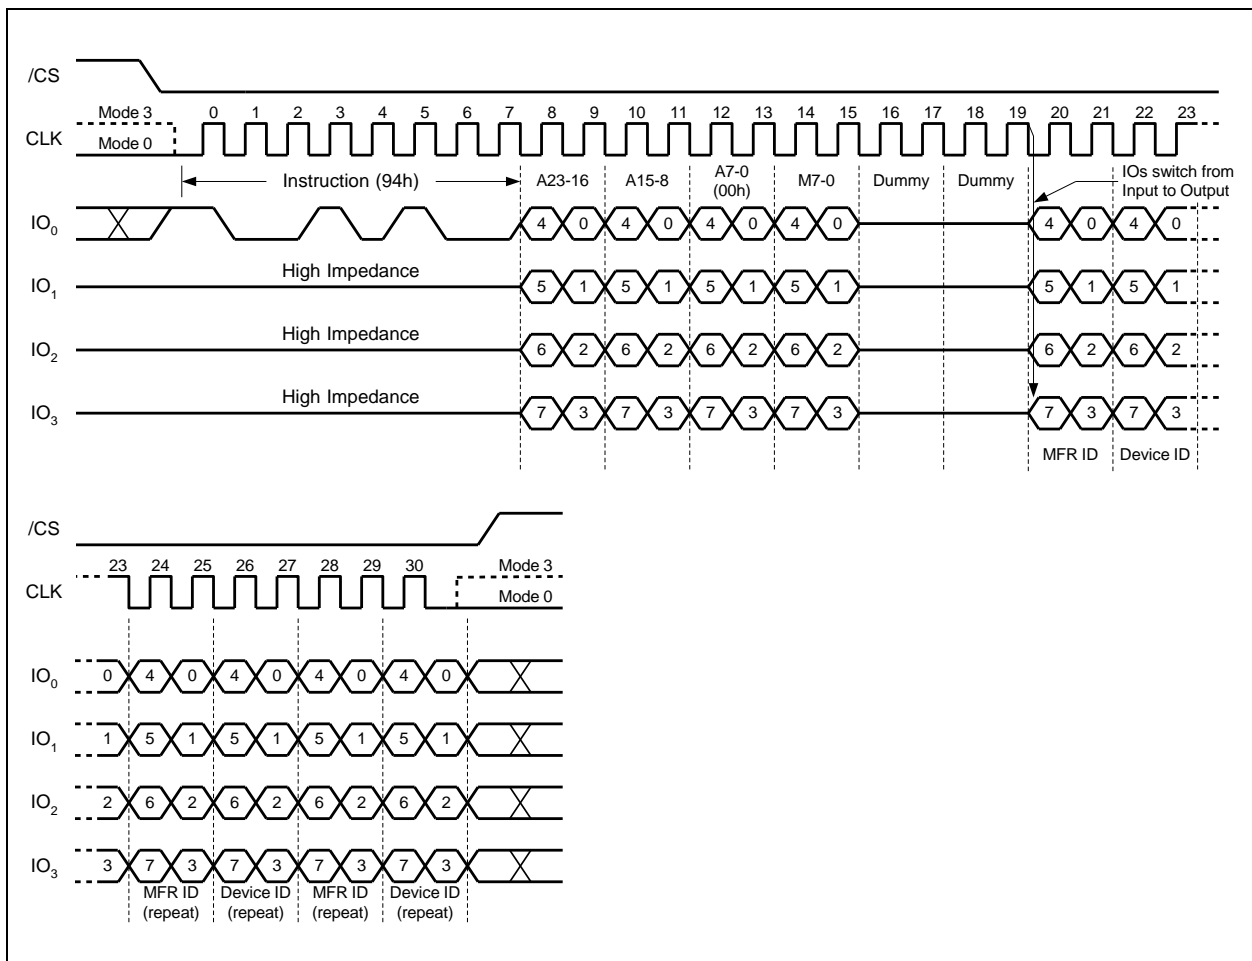 /CS
Mode 3 0 1 2 3 4 5 6 7 8 9 10 11 12 13 14 15 16 17 18 19 20 21 22 23
CLK Mode 0
Instruction (94h) A23-16 A15-8 A7-0 (00h) M7-0 Dummy Dummy IOs switch from
Input to Output
IO0 4 0 4 0 4 0 4 0 4 0 4 0
High Impedance
IO1 5 1 5 1 5 1 5 1 5 1 5 1
High Impedance
IO2 6 2 6 2 6 2 6 2 6 2 6 2
High Impedance
IO3 7 3 7 3 7 3 7 3 7 3 7 3
MFR ID Device ID
/CS
23 24 25 26 27 28 29 30 Mode 3
CLK Mode 0
IO0 0 4 0 4 0 4 0 4 0
IO1 1 5 1 5 1 5 1 5 1
IO2 2 6 2 6 2 6 2 6 2
IO3 3 7 3 7 3 7 3 7 3
MFR ID Device ID MFR ID Device ID
(repeat) (repeat) (repeat) (repeat)